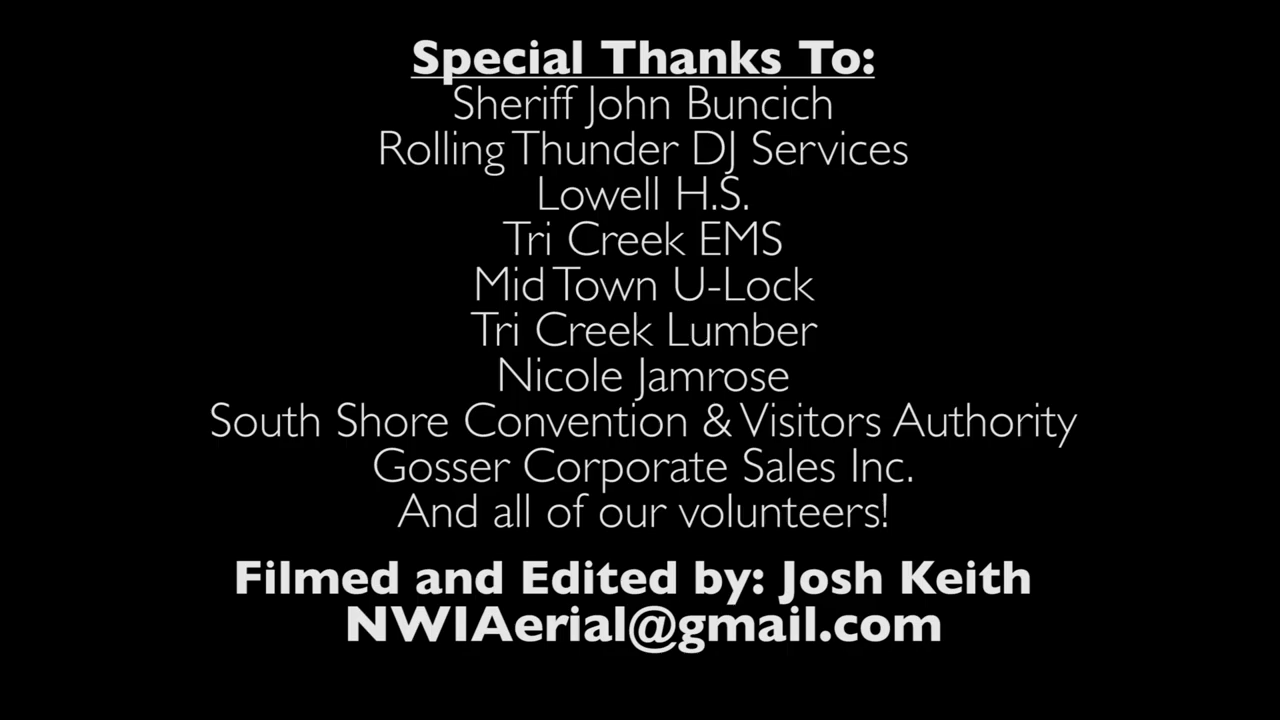 Special Thanks To:
Sheriff John Buncich
Rolling Thunder DJ Services
Lowell H.S.
Tri Creek EMS
Mid Town U-Lock
Tri Creek Lumber
Nicole Jamrose
South Shore Convention & Visitors Authority
Gosser Corporate Sales Inc.
And all of our volunteers!
Filmed and Edited by: Josh Keith
NWIAerial@gmail.com